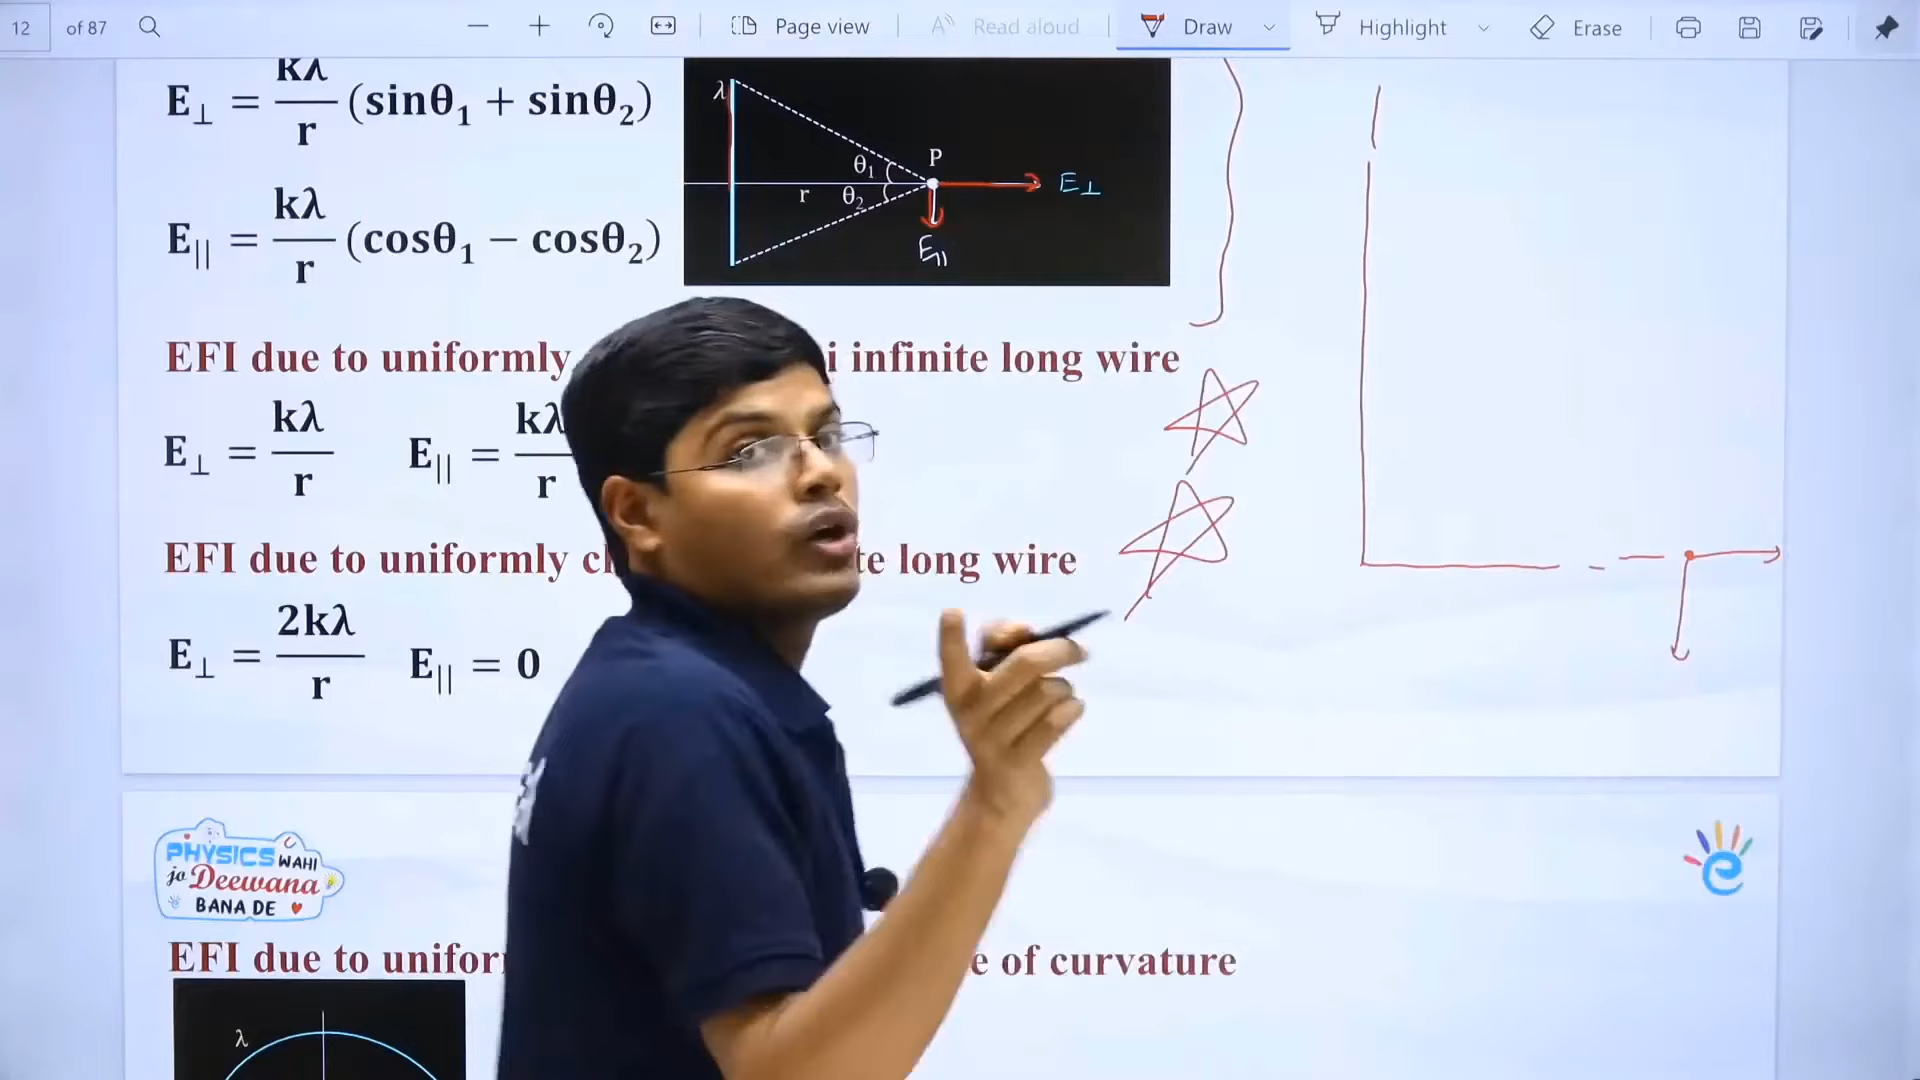 12 of 87 Page view Read aloud Draw Highlight Erase
E⊥ = kλ/r (sinθ₁ + sinθ₂)
λ
θ₁
P
r
θ₂
E⊥
E||
E|| = kλ/r (cosθ₁ − cosθ₂)
EFI due to uniformly i infinite long wire
E⊥ = kλ/r E|| = kλ/r
EFI due to uniformly te long wire
E⊥ = 2kλ/r E|| = 0
PHYSICS WAHI
jo Deewana
BANA DE
e
EFI due to e of curvature
λ